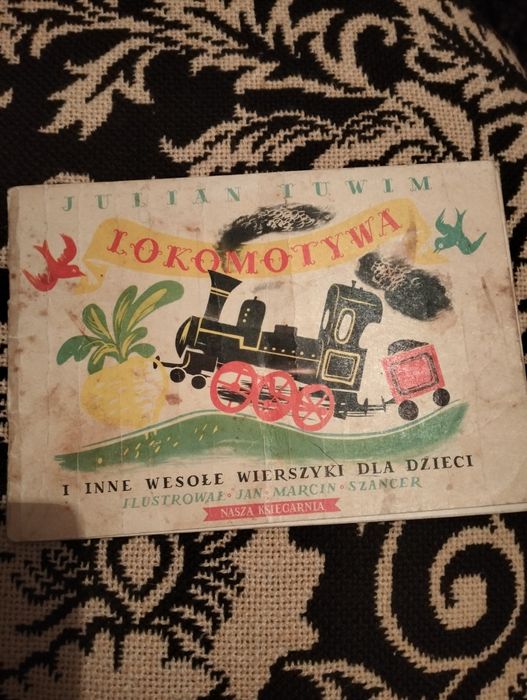 JULIAN TUWIM
LOKOMOTYWA
I INNE WESOŁE WIERSZYKI DLA DZIECI
ILUSTROWAŁ · JAN · MARCIN · SZANCER
NASZA KSIĘGARNIA